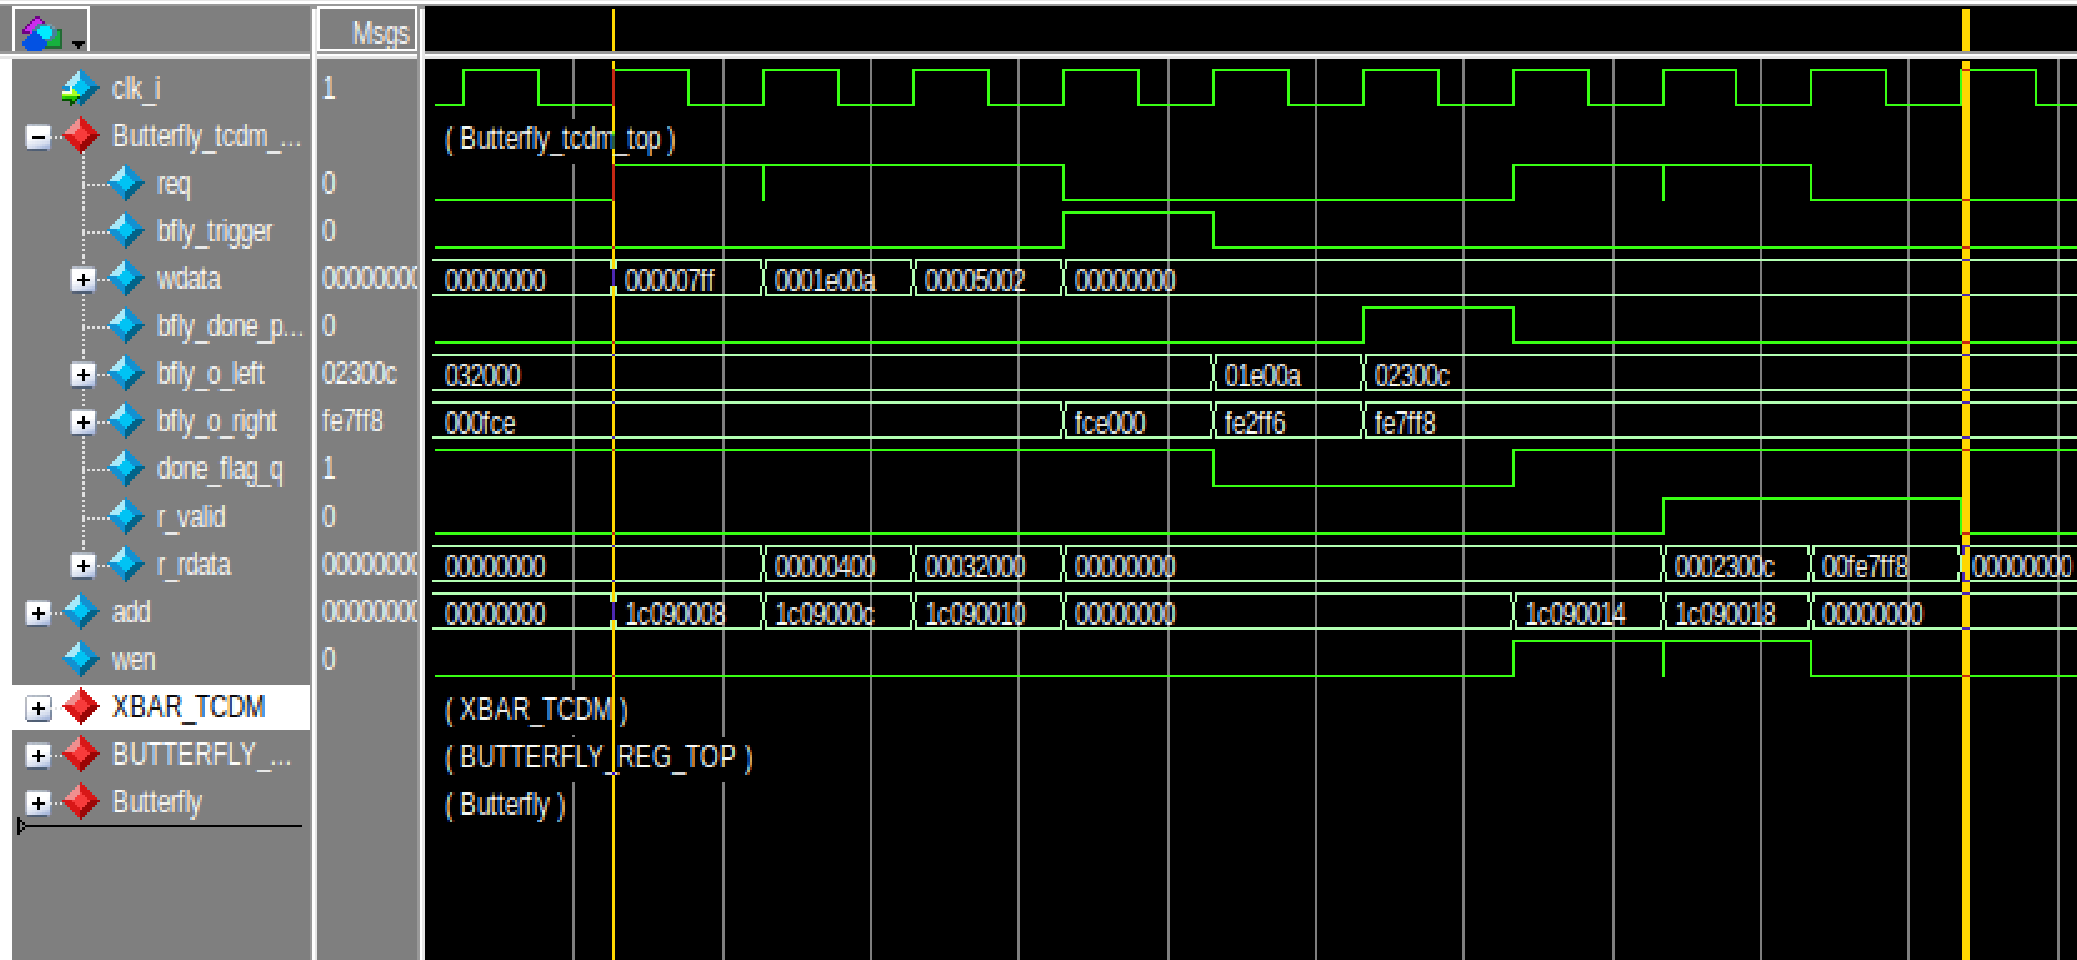 Msgs
clk_i 1
Butterfly_tcdm_... ( Butterfly_tcdm_top )
req 0
bfly_trigger 0
wdata 00000000 00000000 000007ff 0001e00a 00005002 00000000
bfly_done_p... 0
bfly_o_left 02300c 032000 01e00a 02300c
bfly_o_right fe7ff8 000fce fce000 fe2ff6 fe7ff8
done_flag_q 1
r_valid 0
r_rdata 00000000 00000000 00000400 00032000 00000000 0002300c 00fe7ff8 00000000
add 00000000 00000000 1c090008 1c09000c 1c090010 00000000 1c090014 1c090018 00000000
wen 0
XBAR_TCDM ( XBAR_TCDM )
BUTTERFLY_... ( BUTTERFLY_REG_TOP )
Butterfly ( Butterfly )